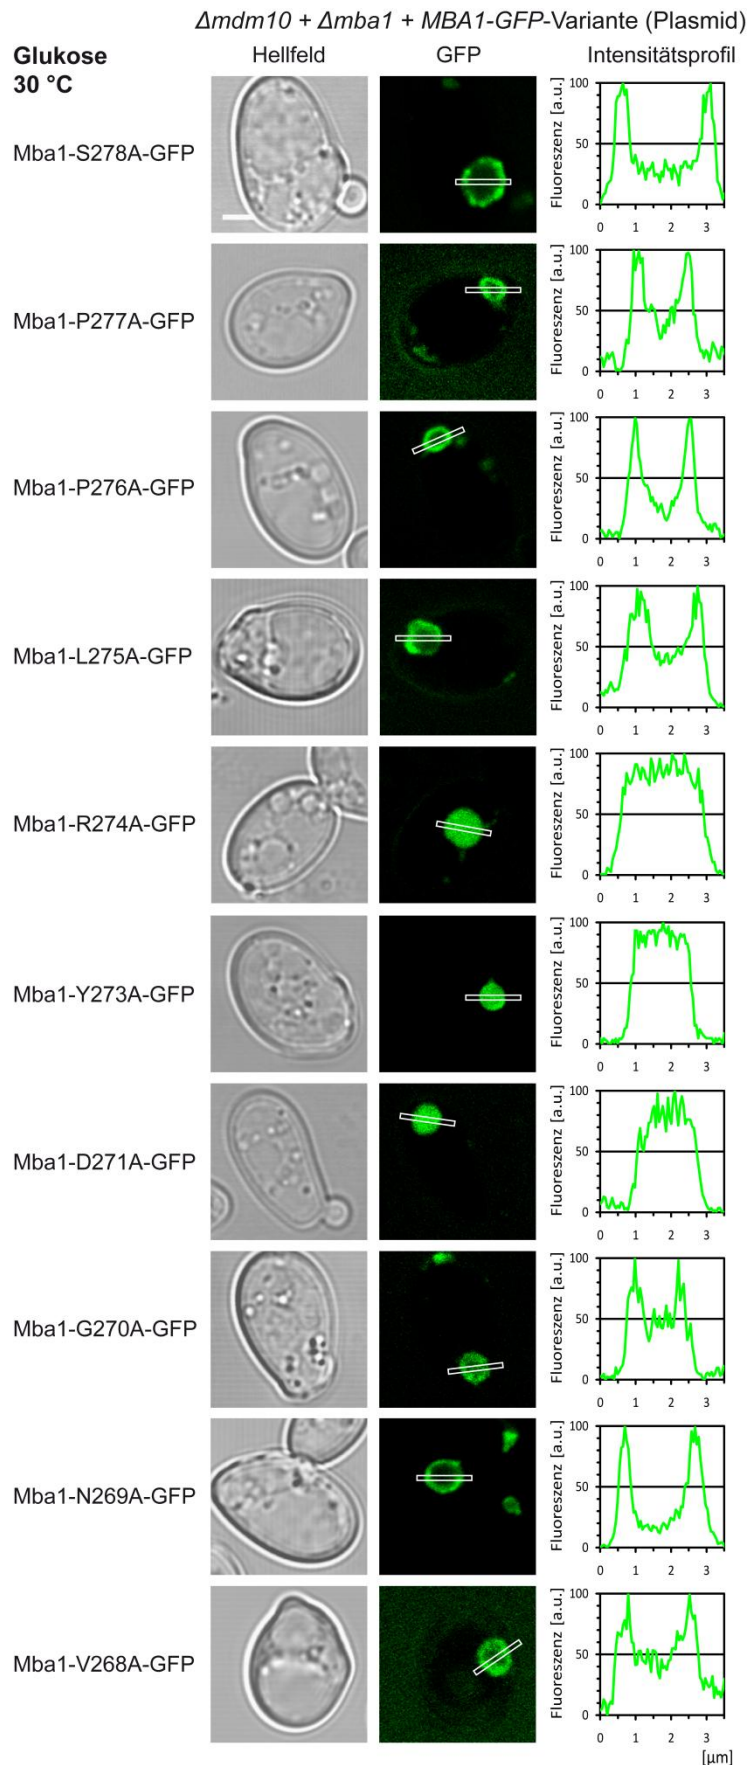 Δmdm10 + Δmba1 + MBA1-GFP-Variante (Plasmid)
Glukose
30 °C
Hellfeld GFP Intensitätsprofil
Mba1-S278A-GFP
Fluoreszenz [a.u.]
100
50
0
0 1 2 3
Mba1-P277A-GFP
Fluoreszenz [a.u.]
100
50
0
0 1 2 3
Mba1-P276A-GFP
Fluoreszenz [a.u.]
100
50
0
0 1 2 3
Mba1-L275A-GFP
Fluoreszenz [a.u.]
100
50
0
0 1 2 3
Mba1-R274A-GFP
Fluoreszenz [a.u.]
100
50
0
0 1 2 3
Mba1-Y273A-GFP
Fluoreszenz [a.u.]
100
50
0
0 1 2 3
Mba1-D271A-GFP
Fluoreszenz [a.u.]
100
50
0
0 1 2 3
Mba1-G270A-GFP
Fluoreszenz [a.u.]
100
50
0
0 1 2 3
Mba1-N269A-GFP
Fluoreszenz [a.u.]
100
50
0
0 1 2 3
Mba1-V268A-GFP
Fluoreszenz [a.u.]
100
50
0
0 1 2 3
[µm]